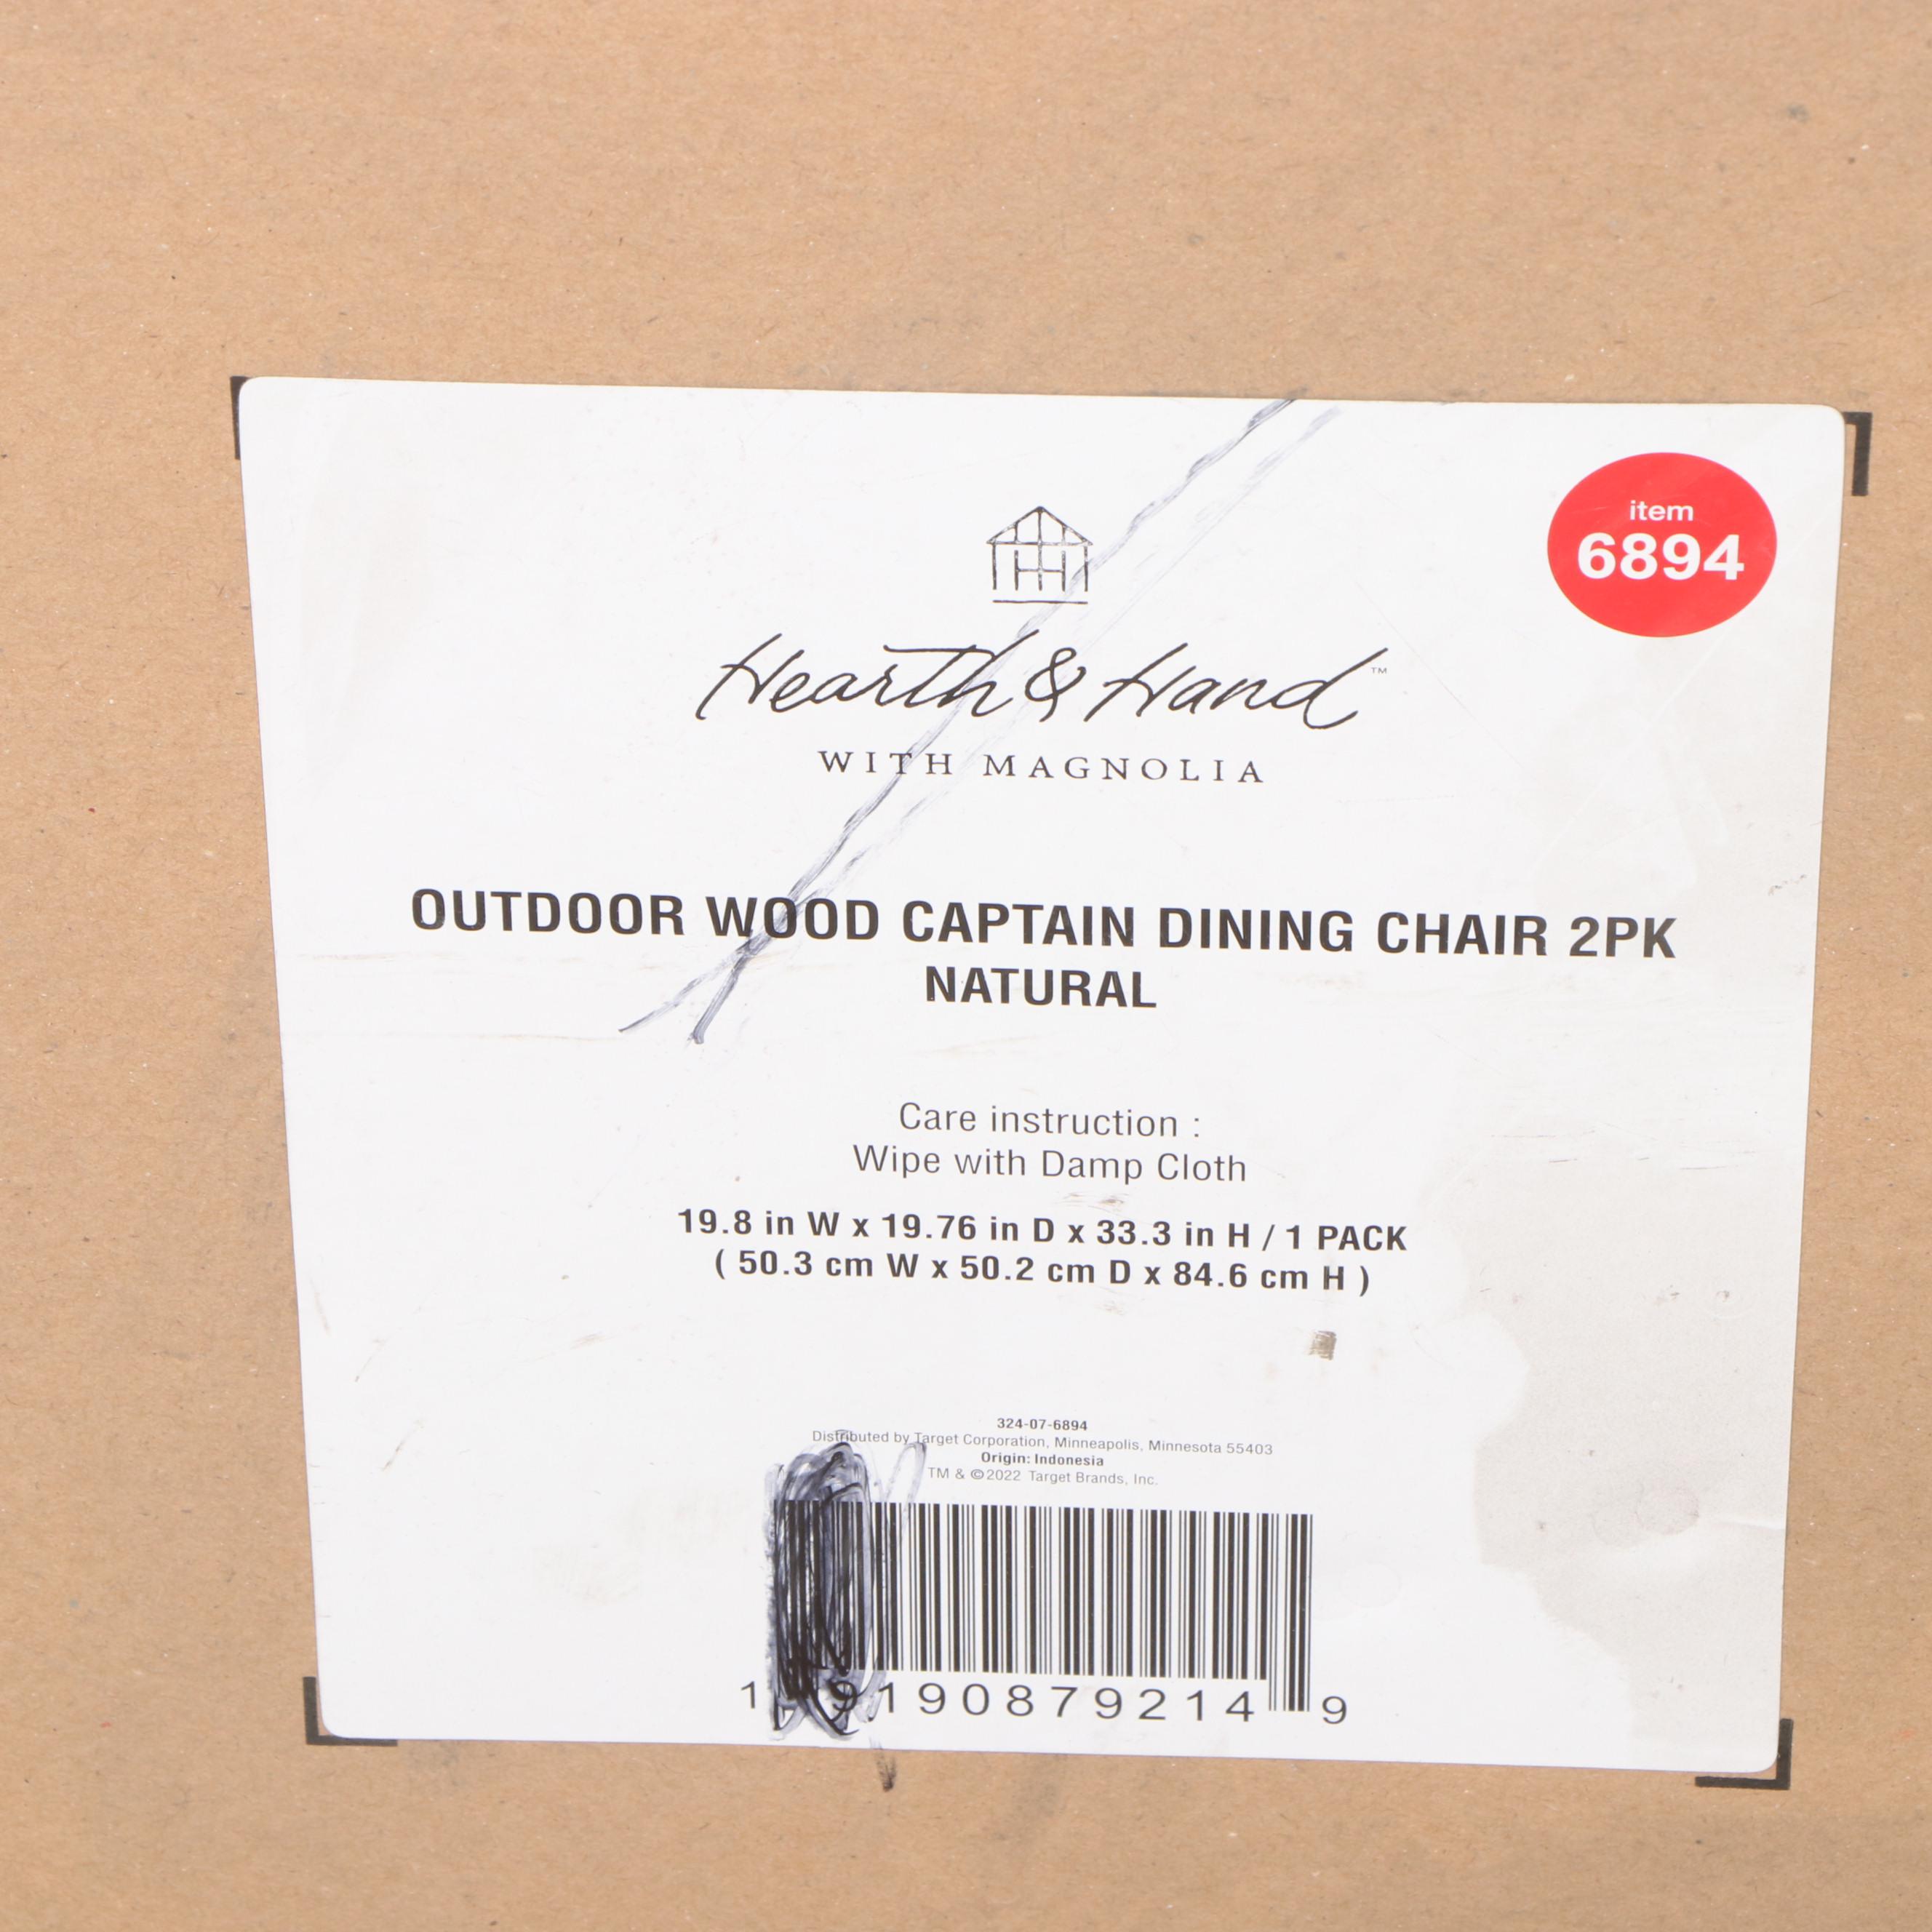 item
6894
Hearth & Hand™
WITH MAGNOLIA
OUTDOOR WOOD CAPTAIN DINING CHAIR 2PK
NATURAL
Care instruction :
Wipe with Damp Cloth
19.8 in W x 19.76 in D x 33.3 in H / 1 PACK
( 50.3 cm W x 50.2 cm D x 84.6 cm H )
324-07-6894
Distributed by Target Corporation, Minneapolis, Minnesota 55403
Origin: Indonesia
TM & ©2022 Target Brands, Inc.
1 9190879214 9